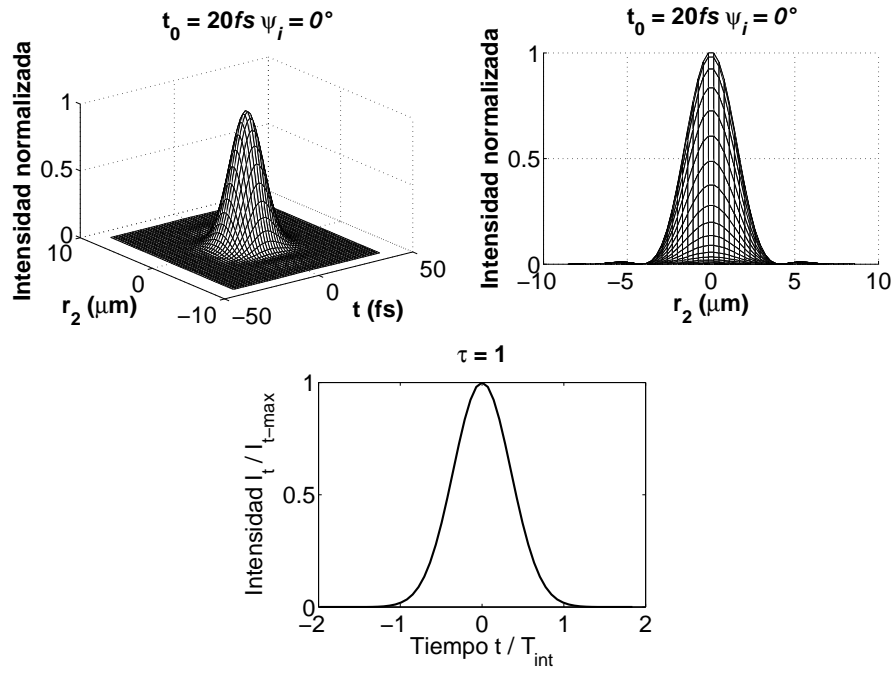 t₀ = 20fs ψᵢ = 0°
Intensidad normalizada
1
0.5
0
10
0
−10
r₂ (μm)
−50
0
50
t (fs)
t₀ = 20fs ψᵢ = 0°
Intensidad normalizada
1
0.5
0
−10
−5
0
5
10
r₂ (μm)
τ = 1
Intensidad I_t / I_t−max
1
0.5
0
−2
−1
0
1
2
Tiempo t / T_int